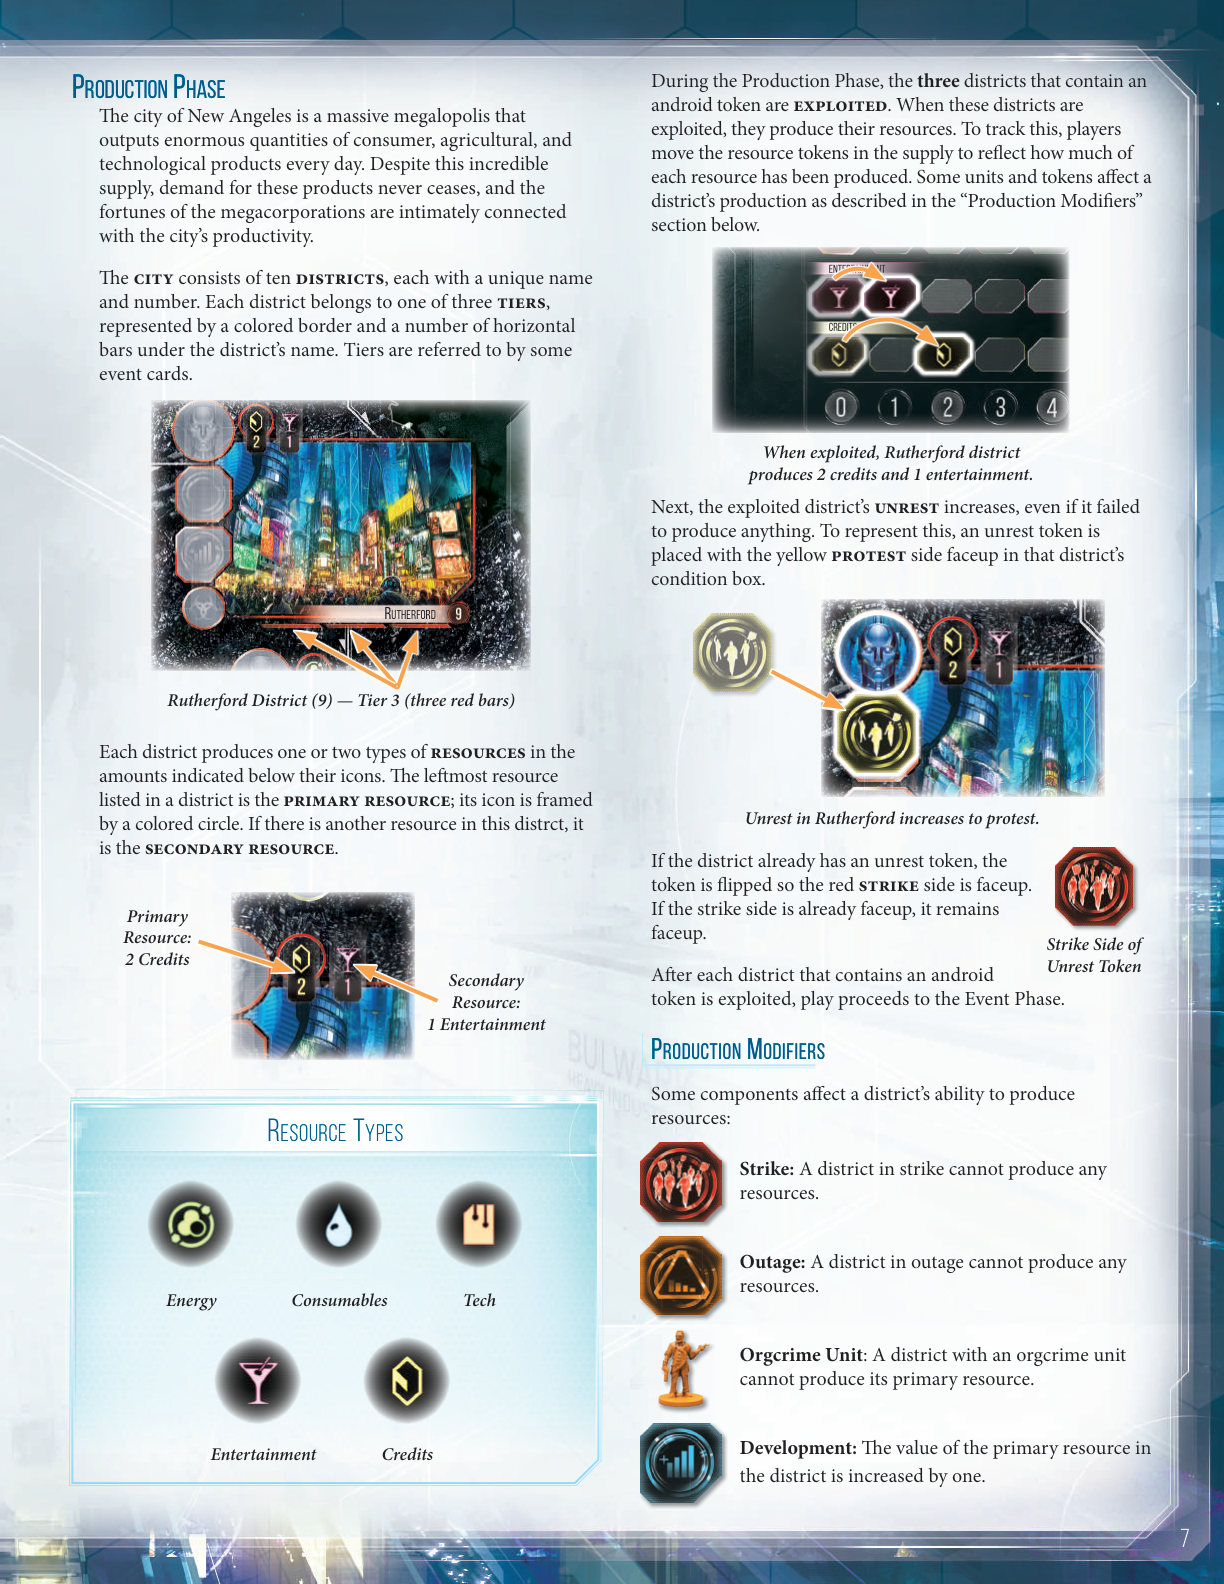 Production Phase
The city of New Angeles is a massive megalopolis that
outputs enormous quantities of consumer, agricultural, and
technological products every day. Despite this incredible
supply, demand for these products never ceases, and the
fortunes of the megacorporations are intimately connected
with the city's productivity.
The city consists of ten districts, each with a unique name
and number. Each district belongs to one of three tiers,
represented by a colored border and a number of horizontal
bars under the district's name. Tiers are referred to by some
event cards.
2 1
Rutherford 9
Rutherford District (9) — Tier 3 (three red bars)
Each district produces one or two types of resources in the
amounts indicated below their icons. The leftmost resource
listed in a district is the primary resource; its icon is framed
by a colored circle. If there is another resource in this distrct, it
is the secondary resource.
Primary
Resource:
2 Credits
2 1
Secondary
Resource:
1 Entertainment
Resource Types
Energy Consumables Tech
Entertainment Credits
During the Production Phase, the three districts that contain an
android token are exploited. When these districts are
exploited, they produce their resources. To track this, players
move the resource tokens in the supply to reflect how much of
each resource has been produced. Some units and tokens affect a
district's production as described in the “Production Modifiers”
section below.
0 1 2 3 4
When exploited, Rutherford district
produces 2 credits and 1 entertainment.
Next, the exploited district's unrest increases, even if it failed
to produce anything. To represent this, an unrest token is
placed with the yellow protest side faceup in that district's
condition box.
2 1
Unrest in Rutherford increases to protest.
If the district already has an unrest token, the
token is flipped so the red strike side is faceup.
If the strike side is already faceup, it remains
faceup.
Strike Side of
Unrest Token
After each district that contains an android
token is exploited, play proceeds to the Event Phase.
Production Modifiers
Some components affect a district's ability to produce
resources:
Strike: A district in strike cannot produce any
resources.
Outage: A district in outage cannot produce any
resources.
Orgcrime Unit: A district with an orgcrime unit
cannot produce its primary resource.
Development: The value of the primary resource in
the district is increased by one.
7